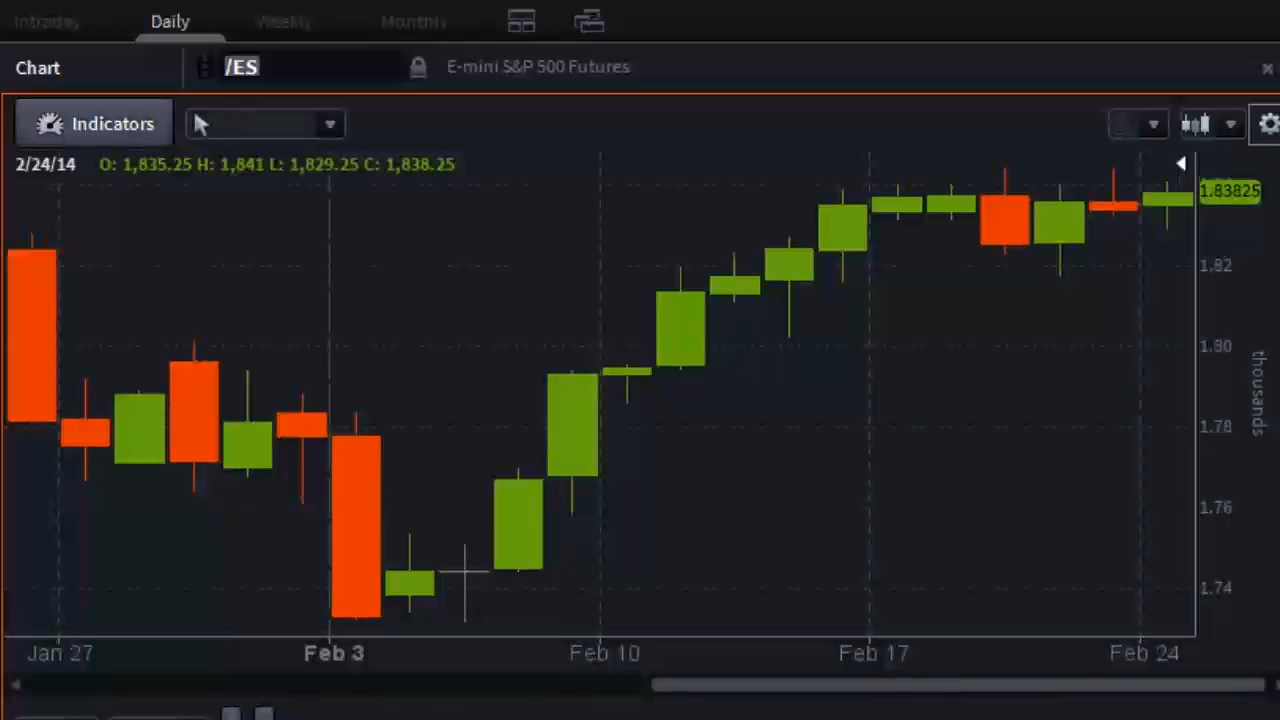 Intraday Daily Weekly Monthly
Chart /ES E-mini S&P 500 Futures ×
Indicators
2/24/14 O: 1,835.25 H: 1,841 L: 1,829.25 C: 1,838.25
1.83825
1.82
1.80
thousands
1.78
1.76
1.74
Jan 27 Feb 3 Feb 10 Feb 17 Feb 24